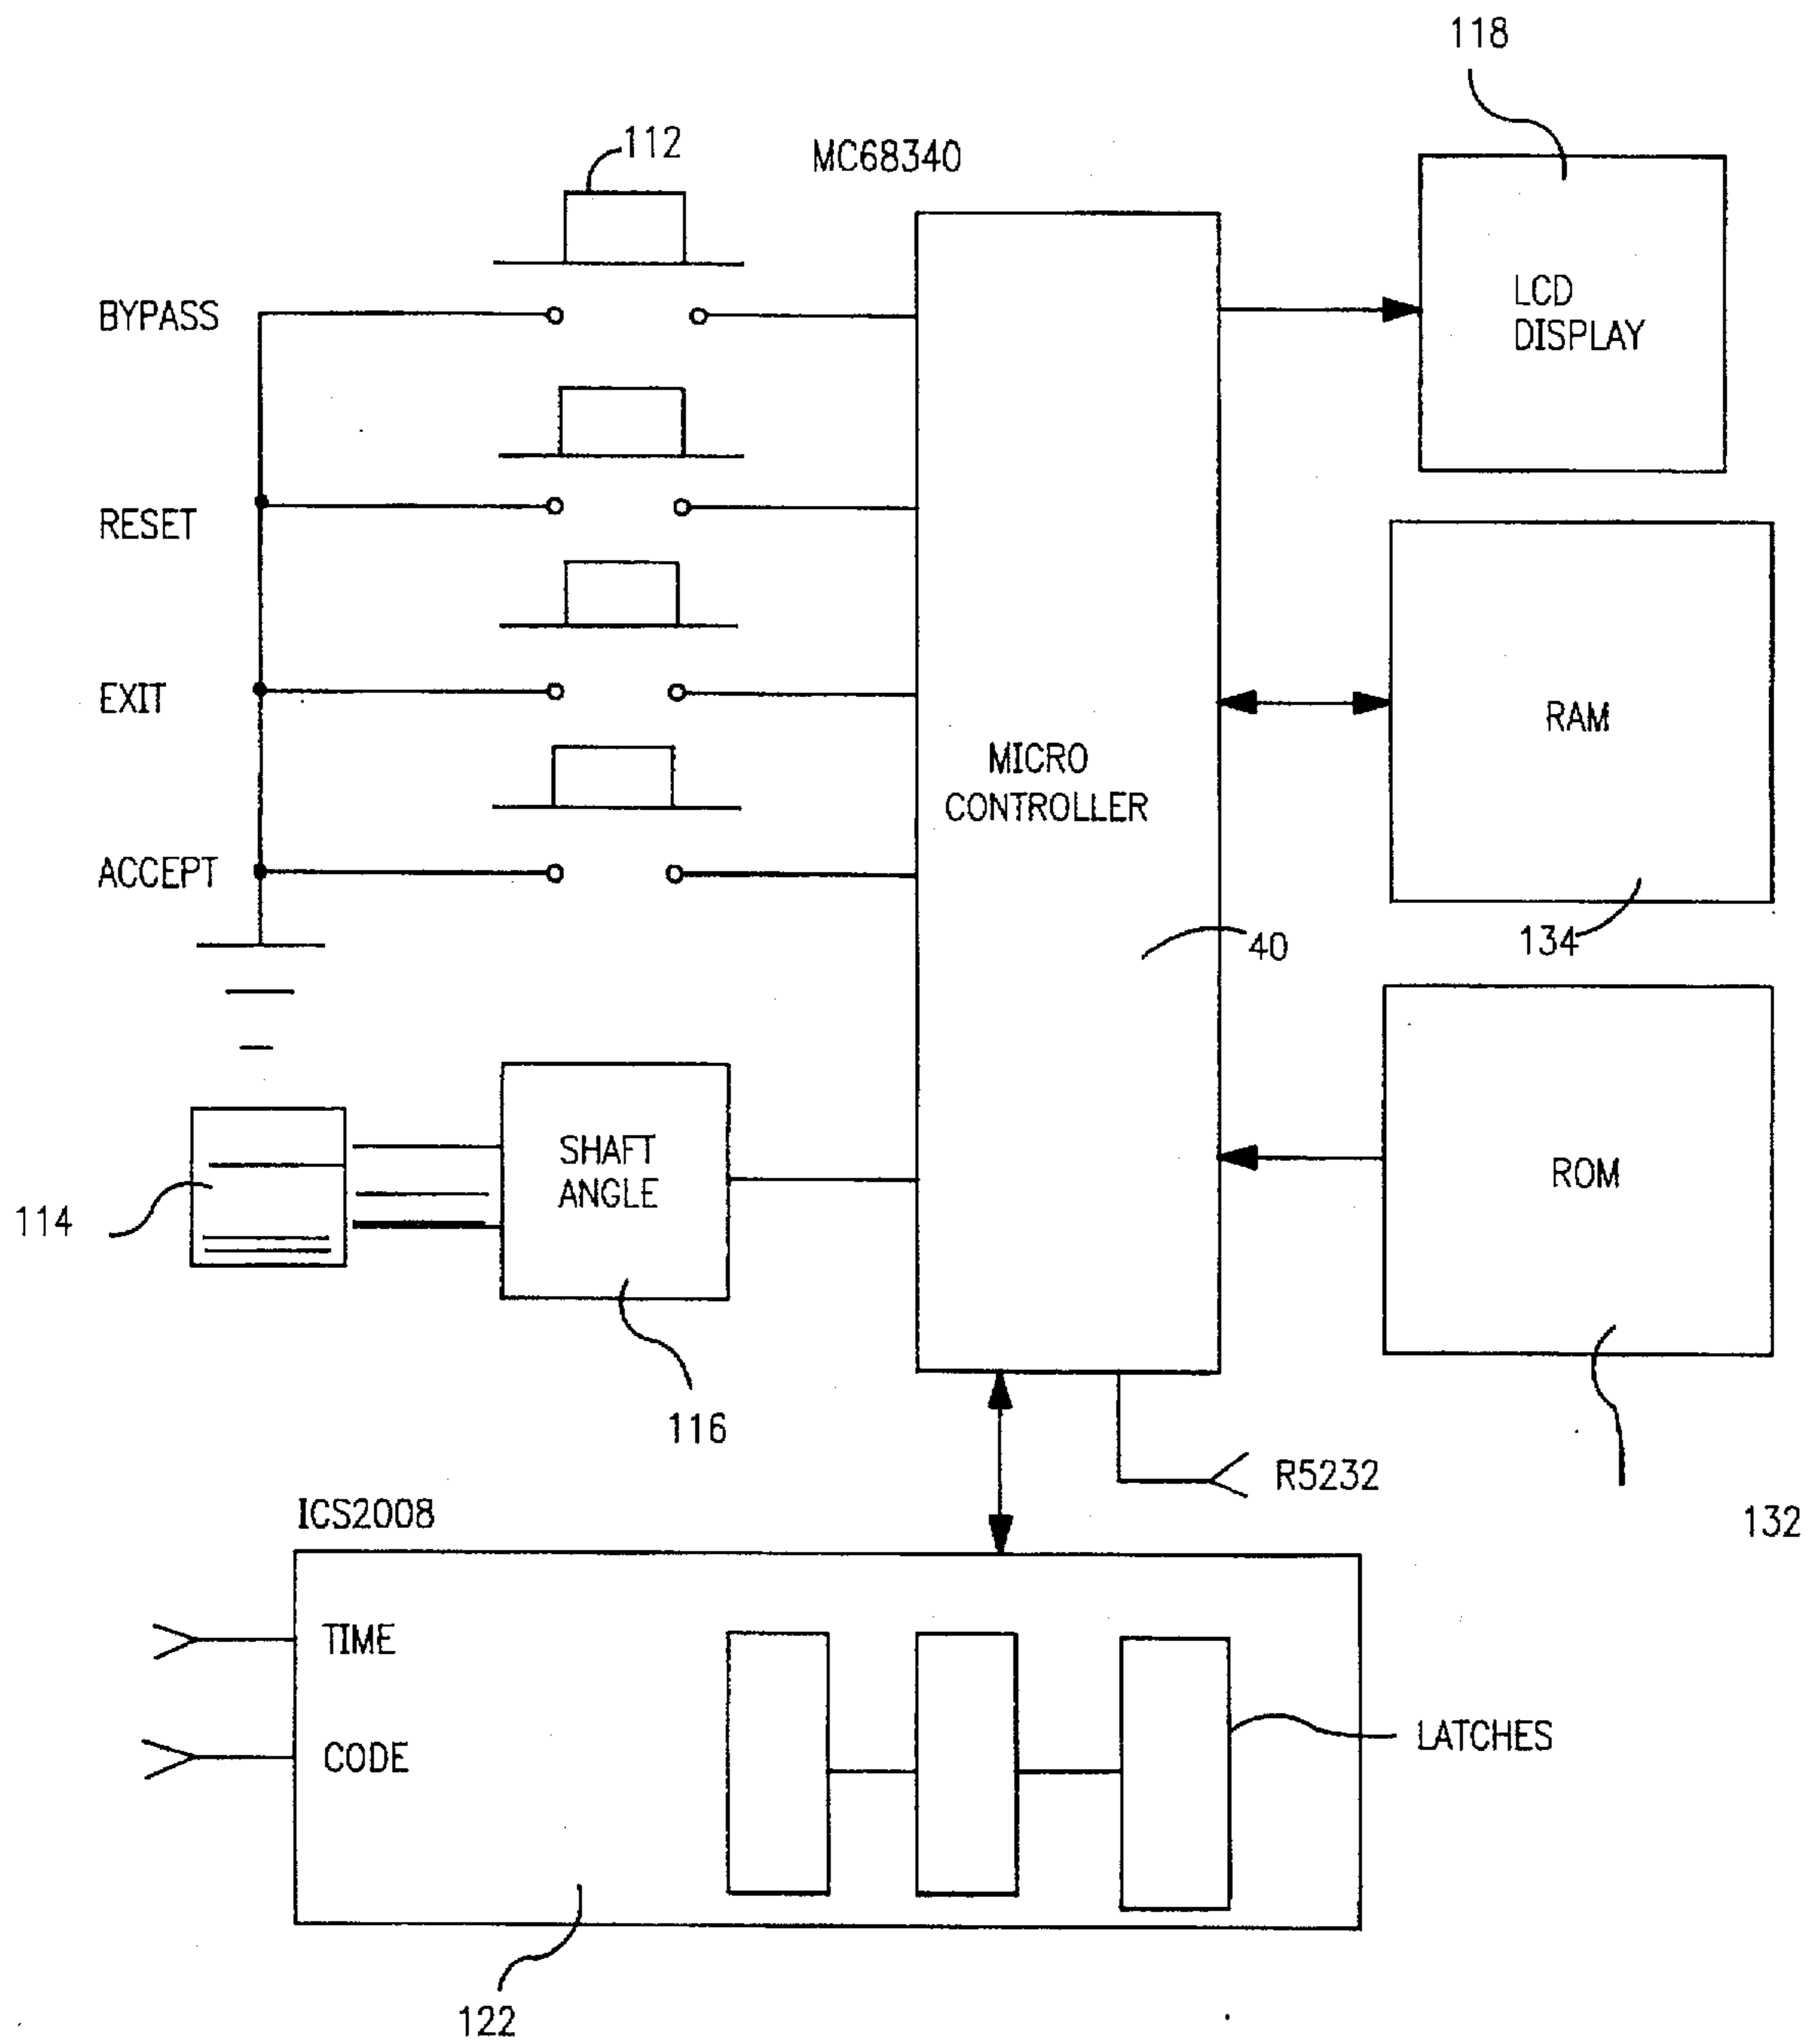 118
112
MC68340
LCD
DISPLAY
BYPASS
RESET
EXIT
RAM
MICRO
CONTROLLER
ACCEPT
134
40
SHAFT
ANGLE
ROM
114
116
R5232
ICS2008
132
TIME
LATCHES
CODE
122